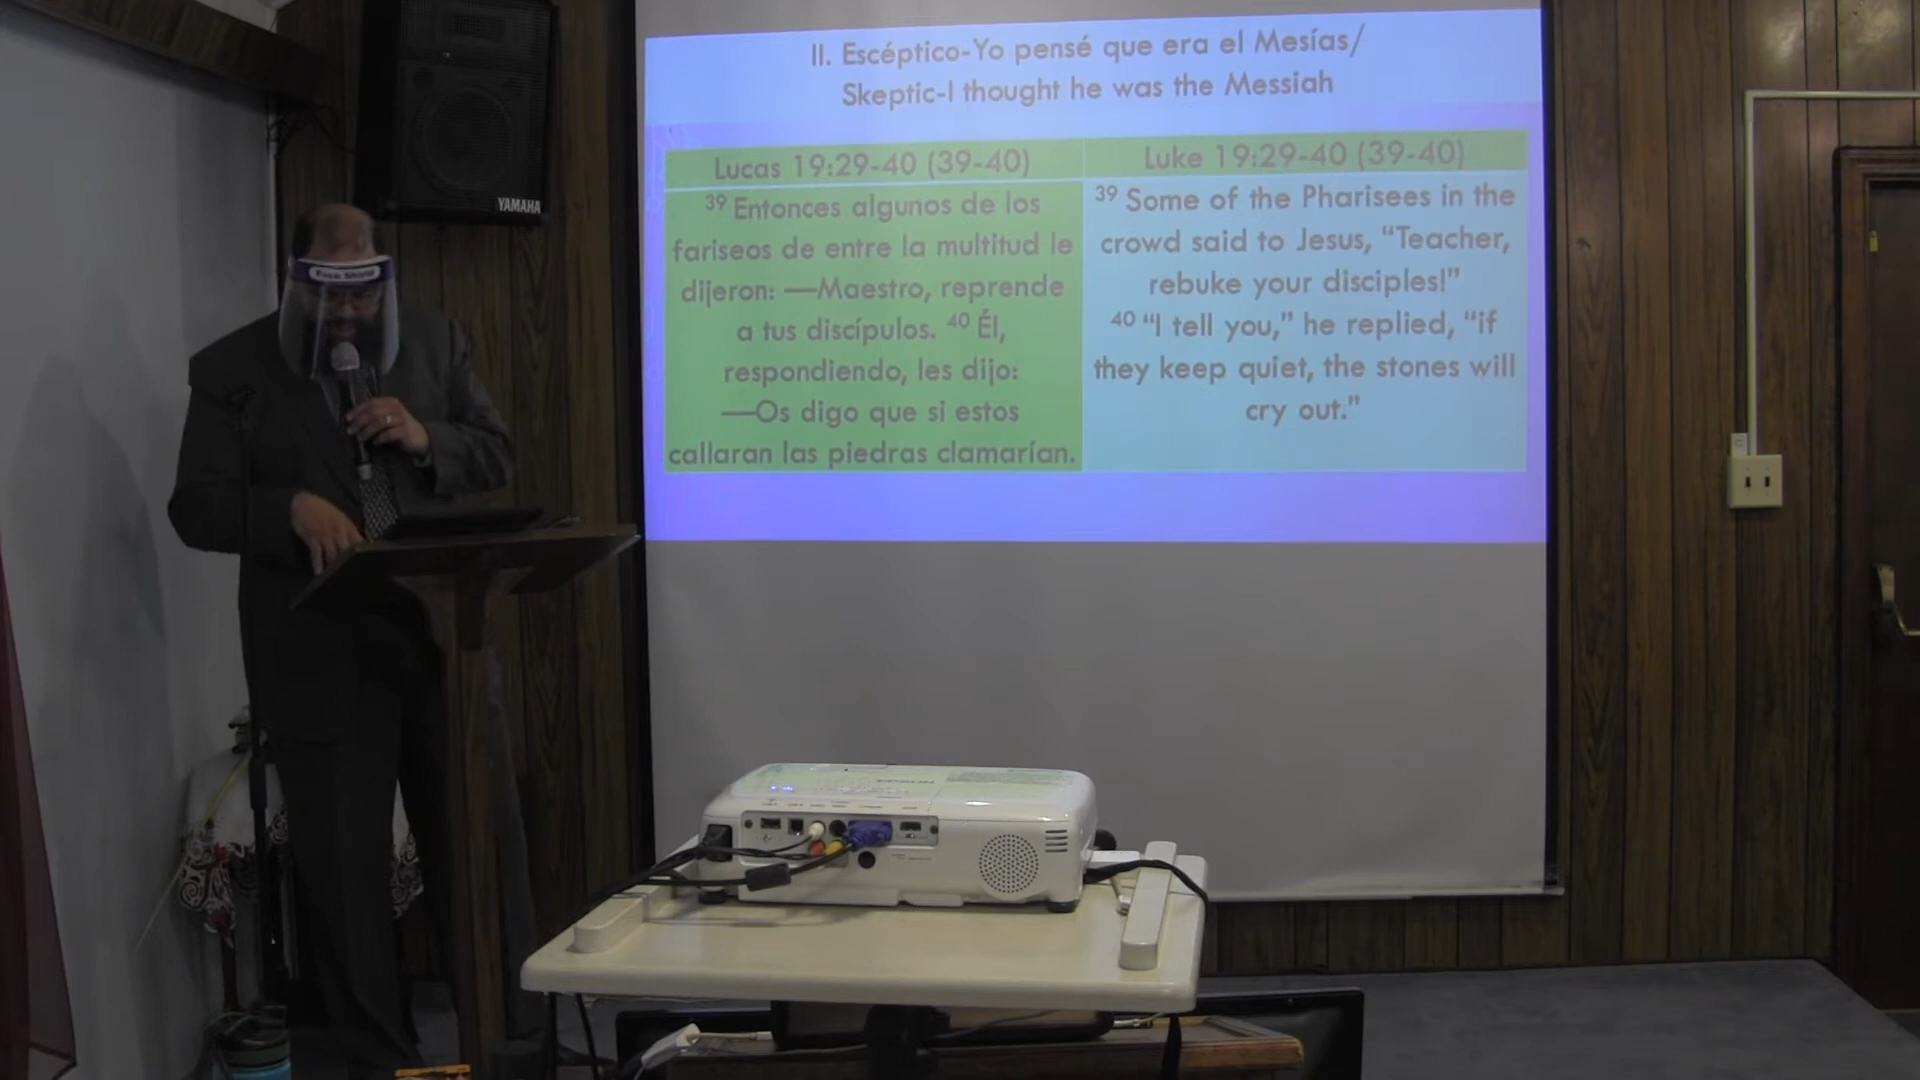 II. Escéptico-Yo pensé que era el Mesías/
Skeptic-I thought he was the Messiah
Lucas 19:29-40 (39-40)
39 Entonces algunos de los
fariseos de entre la multitud le
dijeron: —Maestro, reprende
a tus discípulos. 40 Él,
respondiendo, les dijo:
—Os digo que si estos
callaran las piedras clamarían.
Luke 19:29-40 (39-40)
39 Some of the Pharisees in the
crowd said to Jesus, “Teacher,
rebuke your disciples!”
40 “I tell you,” he replied, “if
they keep quiet, the stones will
cry out.”
YAMAHA
Face Shield